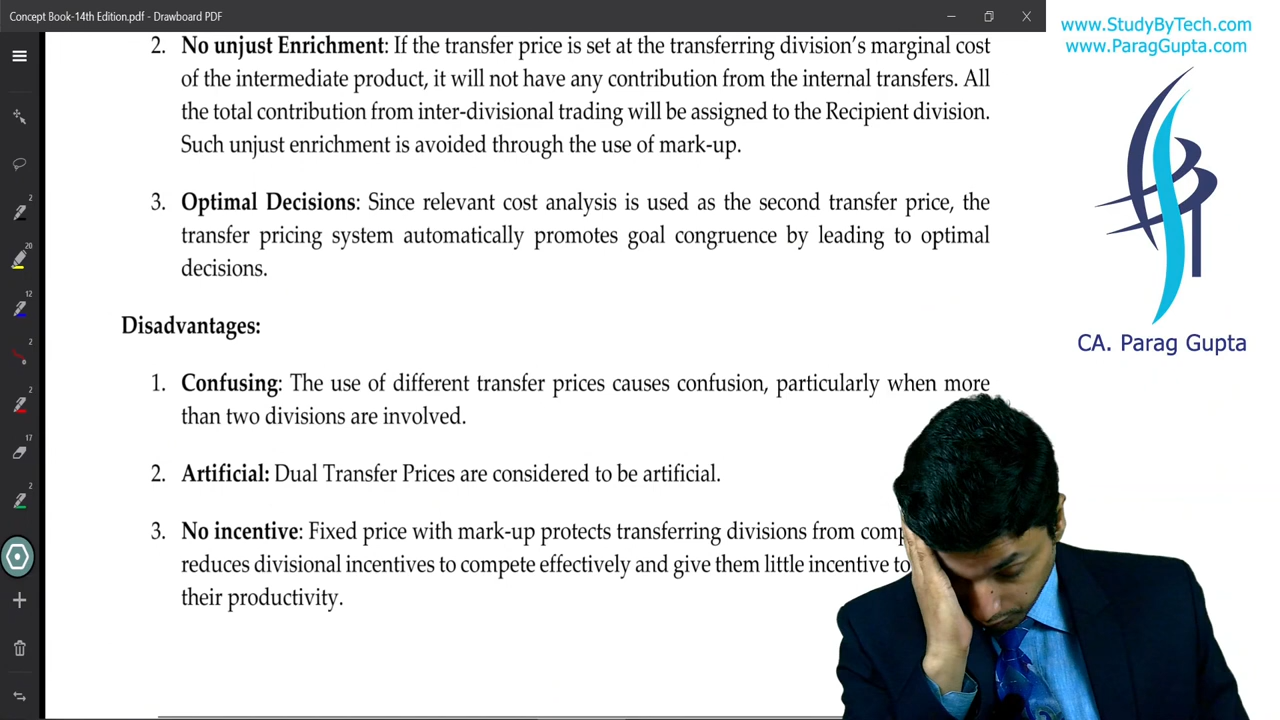 Concept Book-14th Edition.pdf - Drawboard PDF
www.StudyByTech.com
www.ParagGupta.com
2. No unjust Enrichment: If the transfer price is set at the transferring division's marginal cost
of the intermediate product, it will not have any contribution from the internal transfers. All
the total contribution from inter-divisional trading will be assigned to the Recipient division.
Such unjust enrichment is avoided through the use of mark-up.
3. Optimal Decisions: Since relevant cost analysis is used as the second transfer price, the
transfer pricing system automatically promotes goal congruence by leading to optimal
decisions.
CA. Parag Gupta
Disadvantages:
1. Confusing: The use of different transfer prices causes confusion, particularly when more
than two divisions are involved.
2. Artificial: Dual Transfer Prices are considered to be artificial.
3. No incentive: Fixed price with mark-up protects transferring divisions from
reduces divisional incentives to compete effectively and give them little incentive to
their productivity.
2
20
12
2
2
17
2